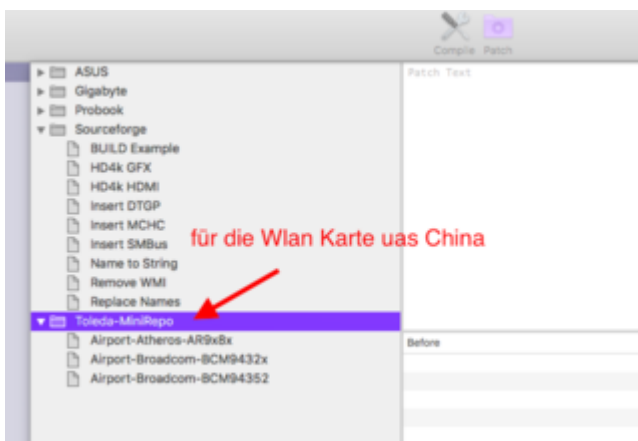 Compile Patch
ASUS
Patch Text
Gigabyte
Probook
Sourceforge
BUILD Example
HD4k GFX
HD4k HDMI
Insert DTGP
Insert MCHC
Insert SMBus
für die Wlan Karte uas China
Name to String
Remove WMI
Replace Names
Toleda-MiniRepo
Airport-Atheros-AR9x8x
Before
Airport-Broadcom-BCM9432x
Airport-Broadcom-BCM94352